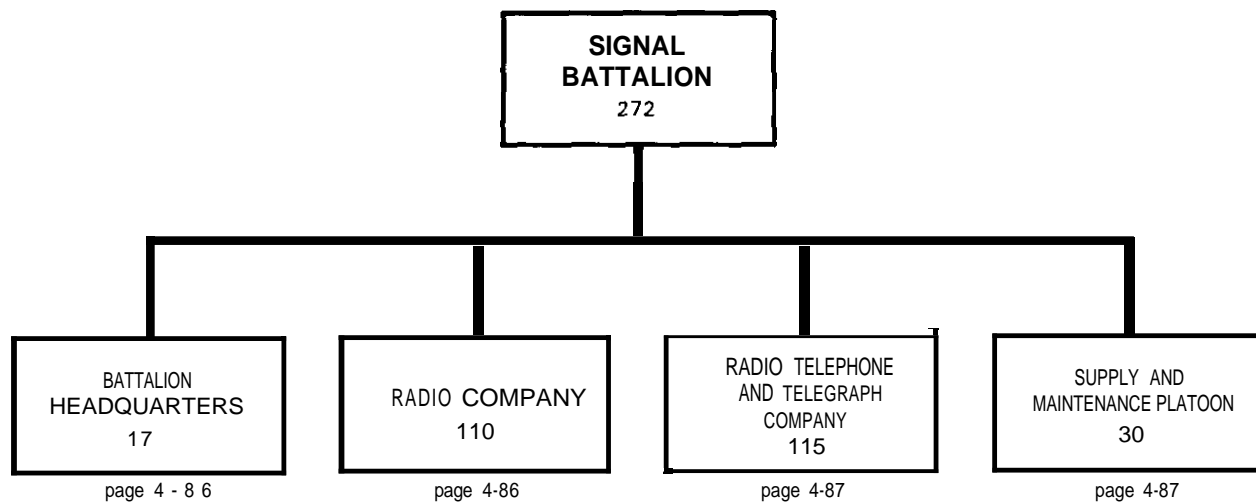 SIGNAL
BATTALION
272
BATTALION
HEADQUARTERS
17
page 4 - 8 6
RADIO COMPANY
110
page 4-86
RADIO TELEPHONE
AND TELEGRAPH
COMPANY
115
page 4-87
SUPPLY AND
MAINTENANCE PLATOON
30
page 4-87